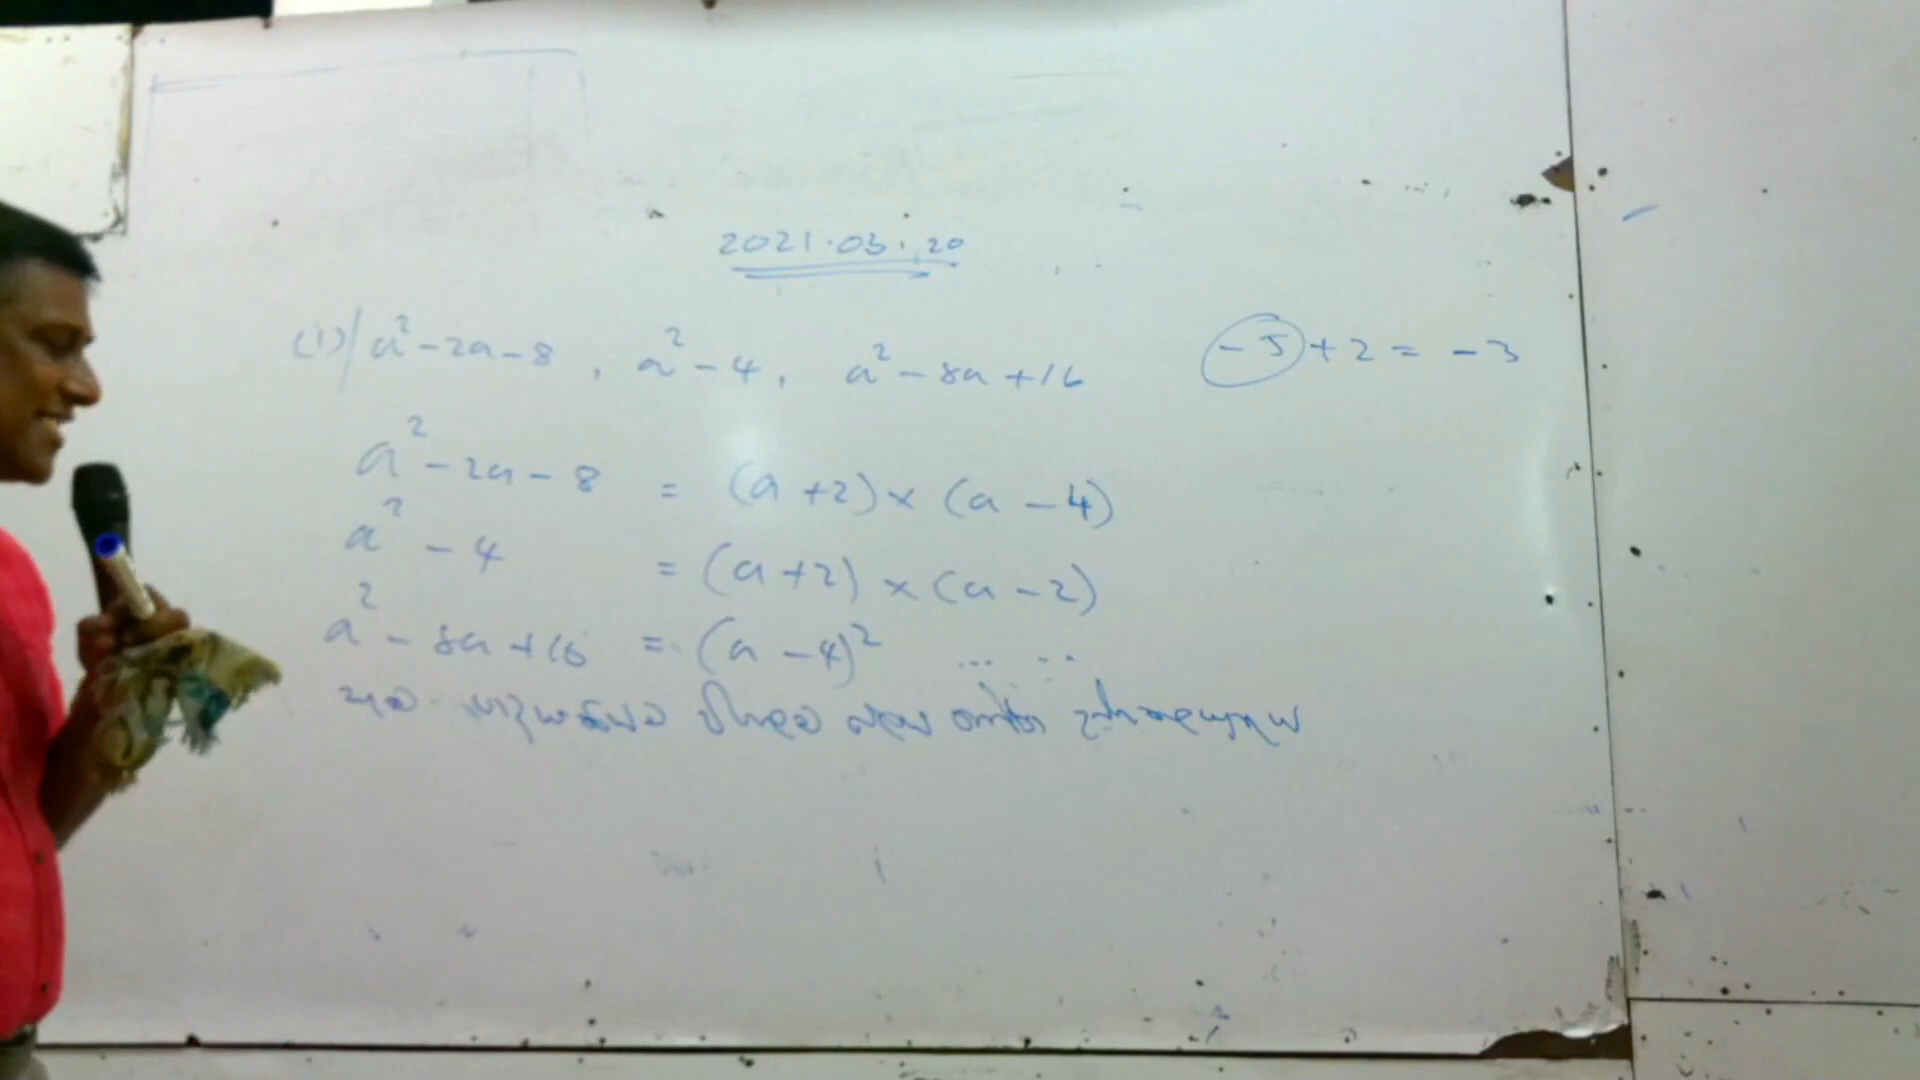 2021.03.20
(1) a² - 2a - 8 , a² - 4 , a² - 8a + 16
-5 + 2 = -3
a² - 2a - 8 = (a + 2) × (a - 4)
a² - 4 = (a + 2) × (a - 2)
a² - 8a + 16 = (a - 4)² ... ..